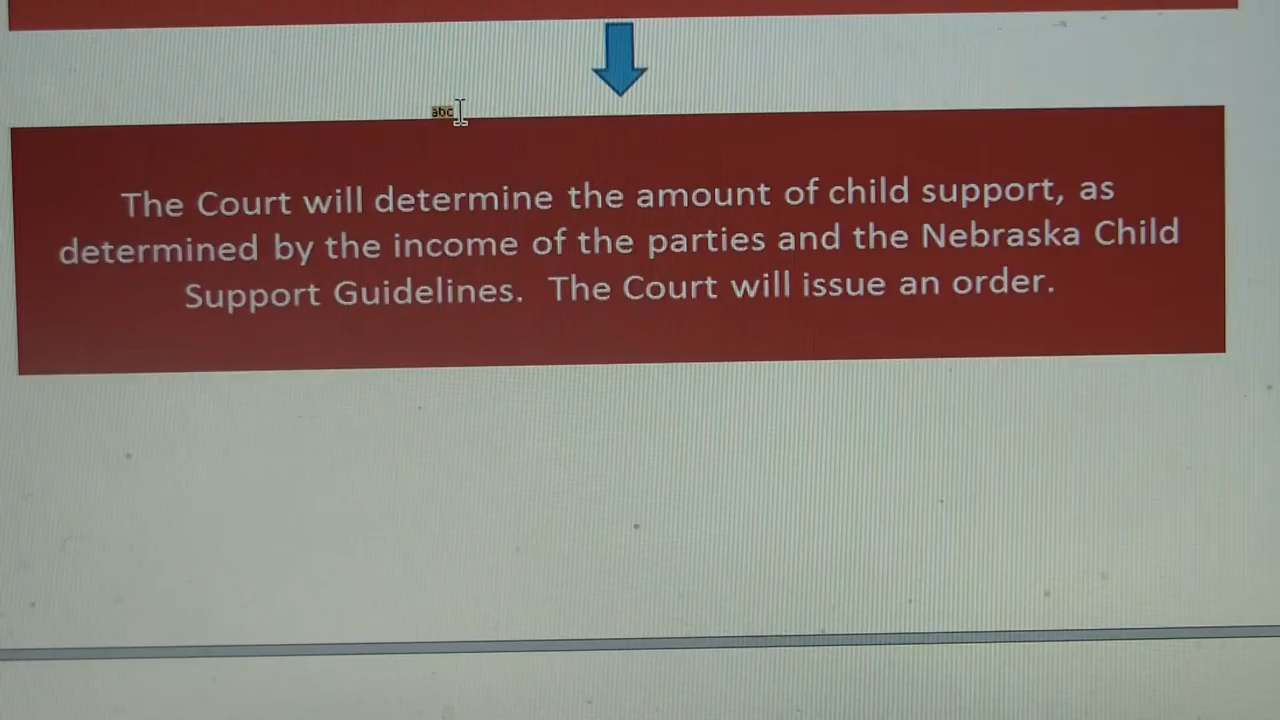 abc
The Court will determine the amount of child support, as
determined by the income of the parties and the Nebraska Child
Support Guidelines.  The Court will issue an order.